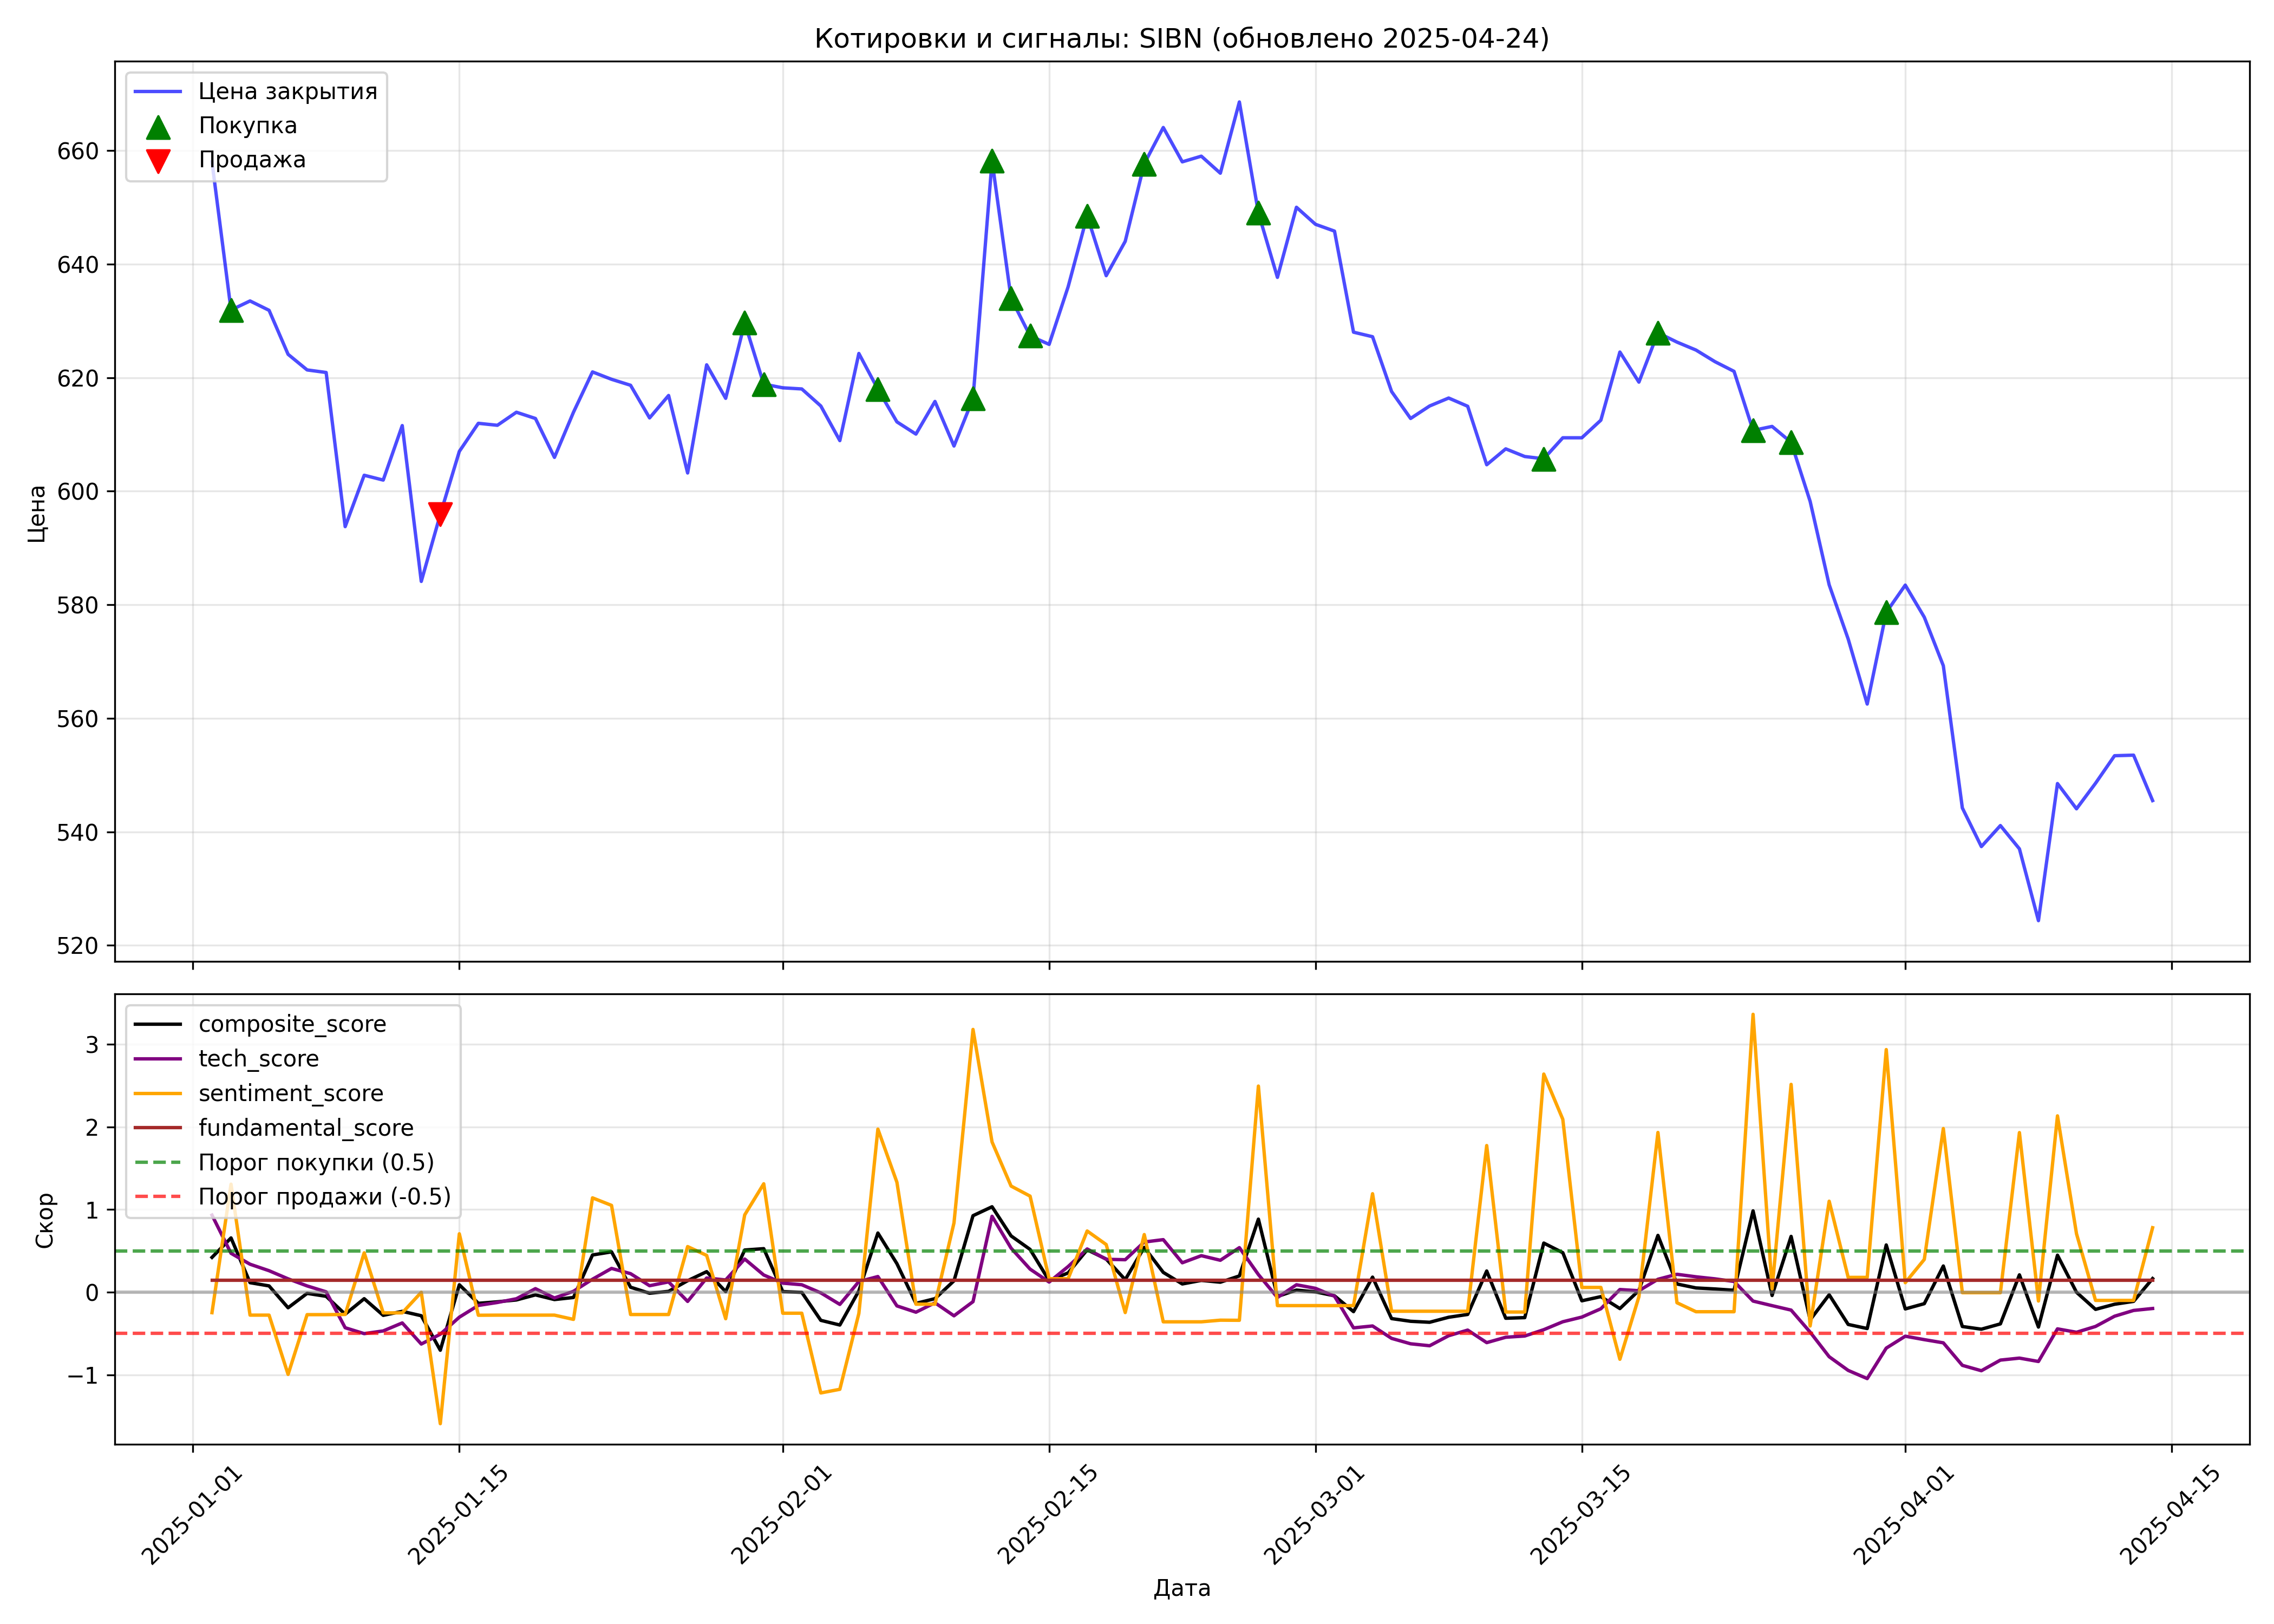 Котировки и сигналы: SIBN (обновлено 2025-04-24)
Цена закрытия
Покупка
Продажа
660
640
620
600
580
560
540
520
Цена
composite_score
tech_score
sentiment_score
fundamental_score
Порог покупки (0.5)
Порог продажи (-0.5)
3
2
1
0
−1
Скор
2025-01-01
2025-01-15
2025-02-01
2025-02-15
2025-03-01
2025-03-15
2025-04-01
2025-04-15
Дата